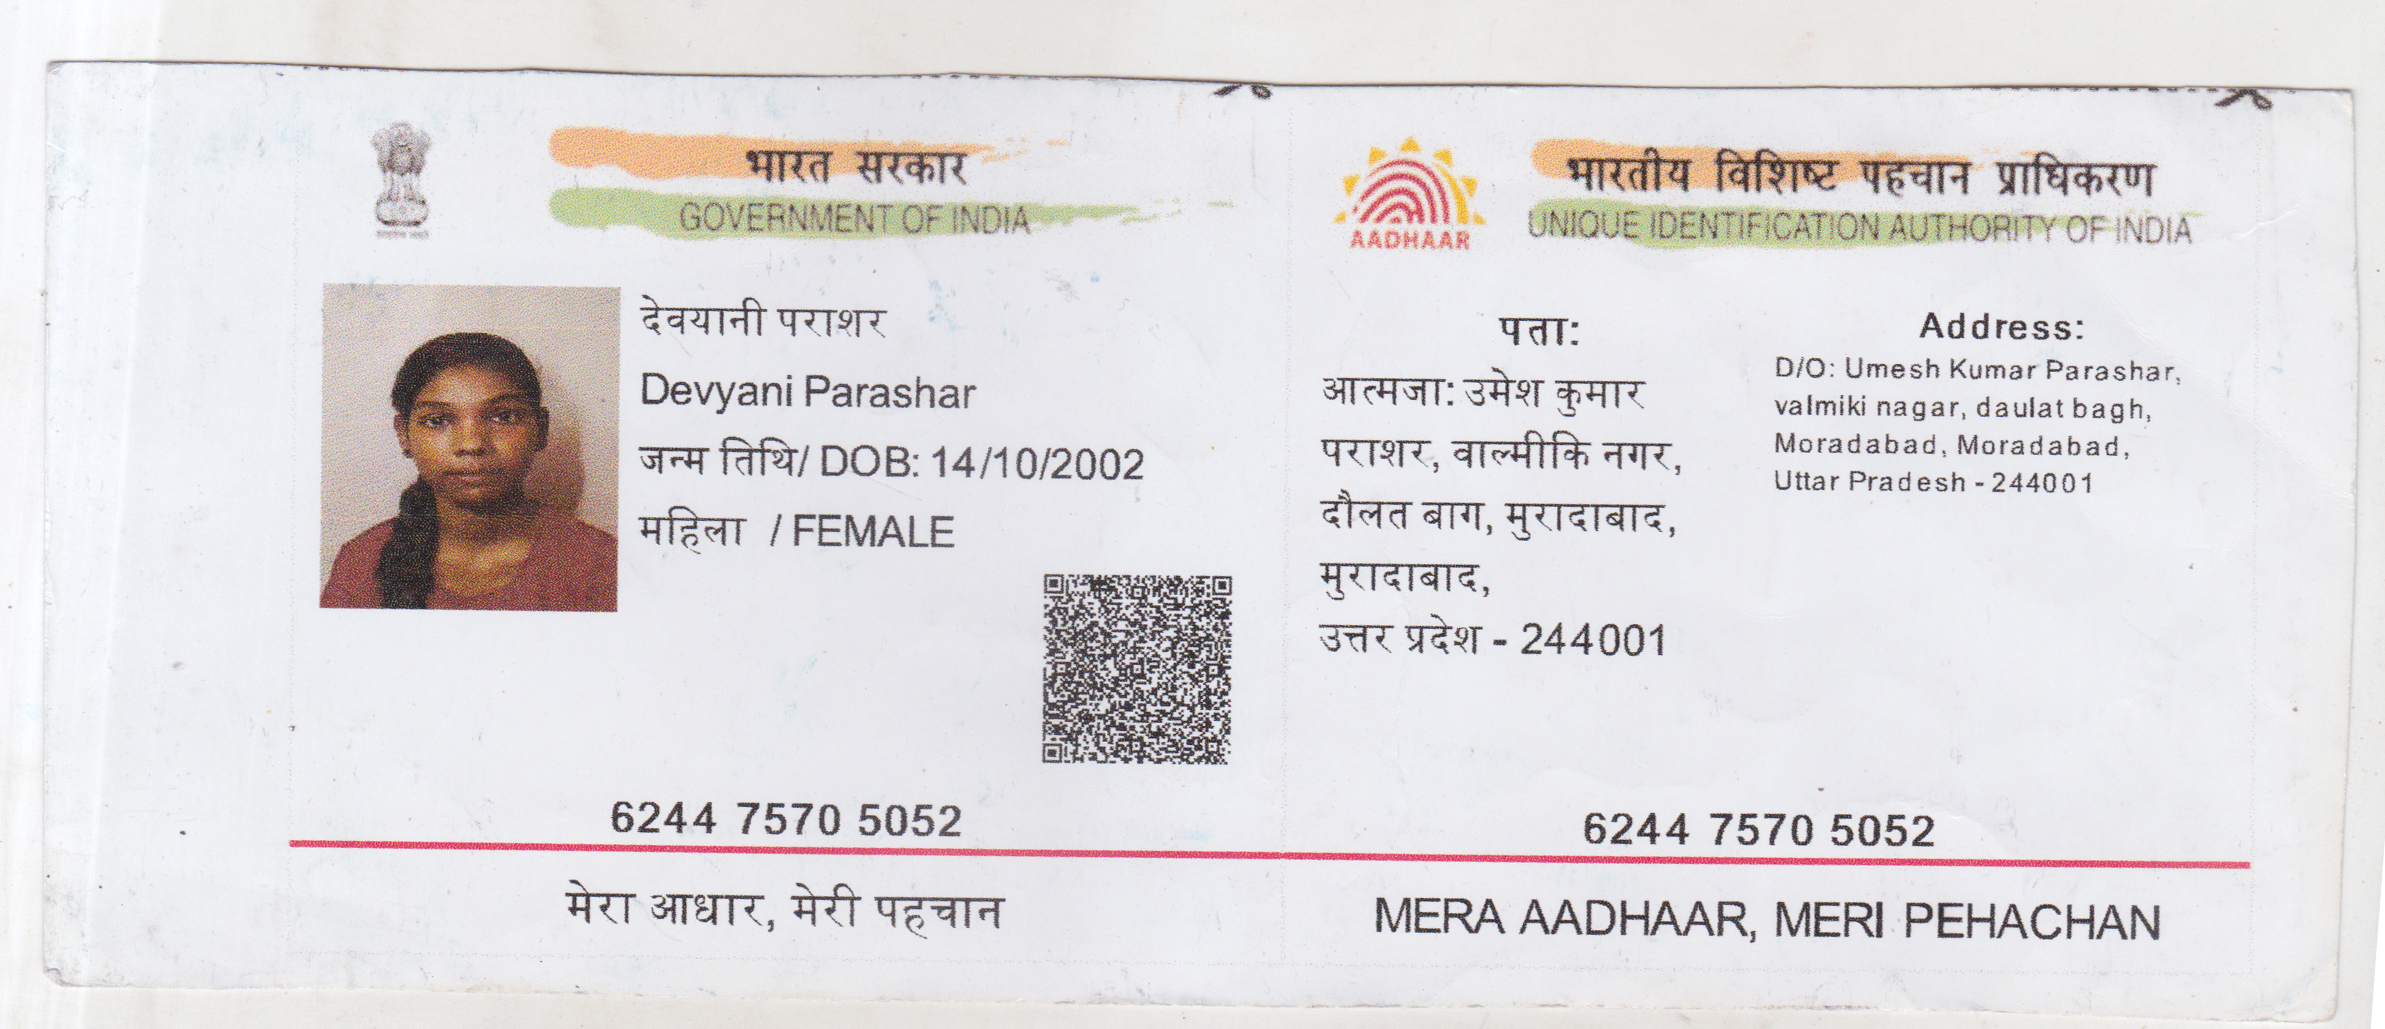 भारत सरकार
GOVERNMENT OF INDIA
देवयानी पराशर
Devyani Parashar
जन्म तिथि/ DOB: 14/10/2002
महिला / FEMALE
6244 7570 5052
मेरा आधार, मेरी पहचान
भारतीय विशिष्ट पहचान प्राधिकरण
UNIQUE IDENTIFICATION AUTHORITY OF INDIA
AADHAAR
पता:
आत्मजा: उमेश कुमार
पराशर, वाल्मीकि नगर,
दौलत बाग, मुरादाबाद,
मुरादाबाद,
उत्तर प्रदेश - 244001
Address:
D/O: Umesh Kumar Parashar,
valmiki nagar, daulat bagh,
Moradabad, Moradabad,
Uttar Pradesh - 244001
6244 7570 5052
MERA AADHAAR, MERI PEHACHAN